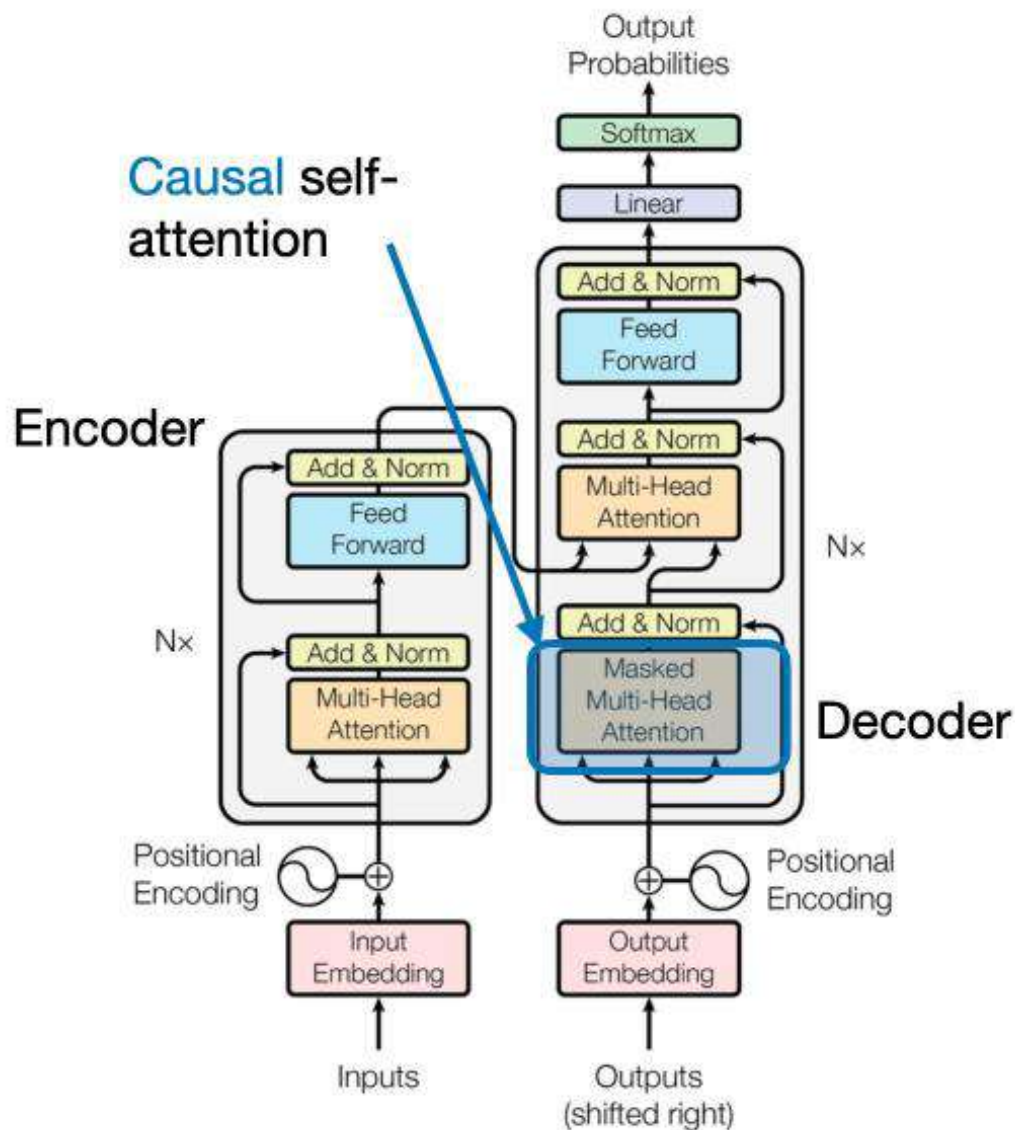 Output
Probabilities
Softmax
Linear
Causal self-
attention
Add & Norm
Feed
Forward
Add & Norm
Multi-Head
Attention
Nx
Add & Norm
Masked
Multi-Head
Attention
Decoder
Encoder
Add & Norm
Feed
Forward
Nx
Add & Norm
Multi-Head
Attention
Positional
Encoding
Positional
Encoding
Input
Embedding
Output
Embedding
Inputs
Outputs
(shifted right)